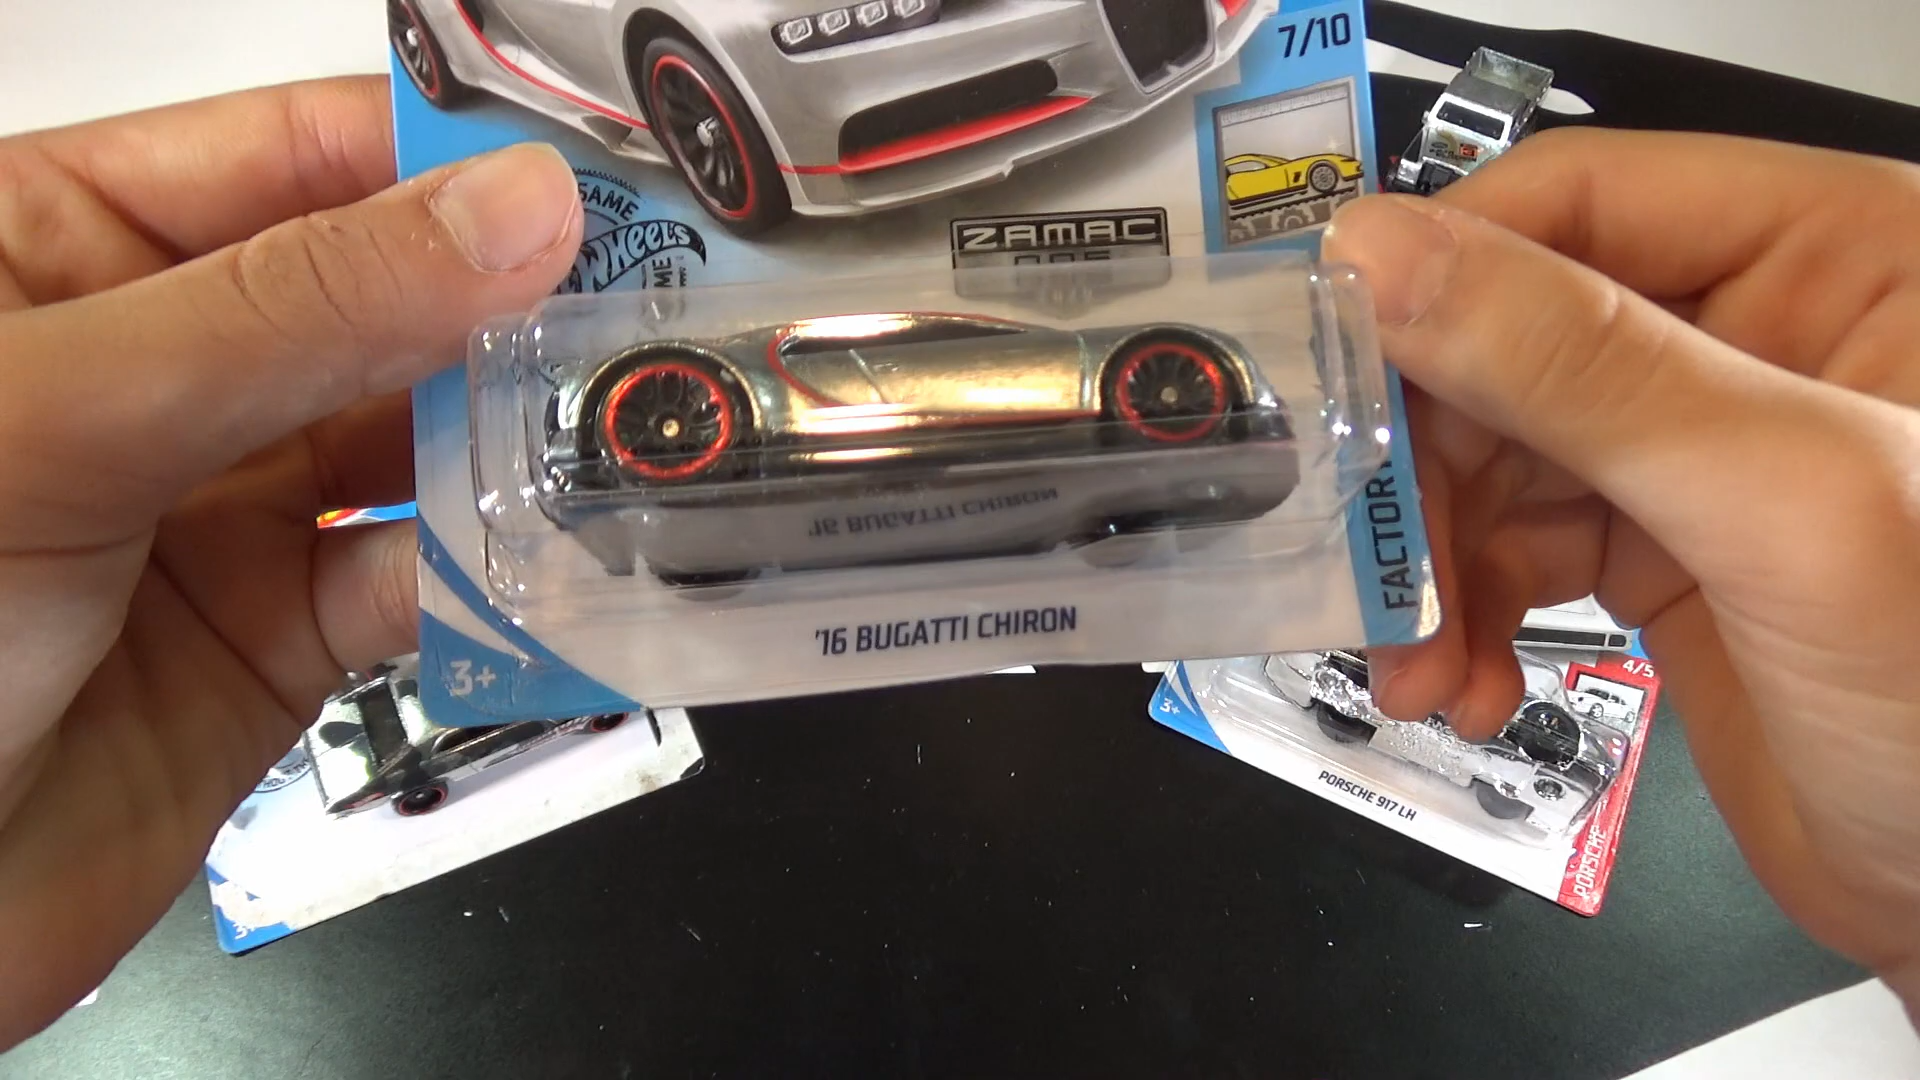 7/10
SAME
WHEELS
ZAMAC
005
'16 BUGATTI CHIRON
'16 BUGATTI CHIRON
FACTORY
3+
4/5
3+
PORSCHE 917 LH
PORSCHE